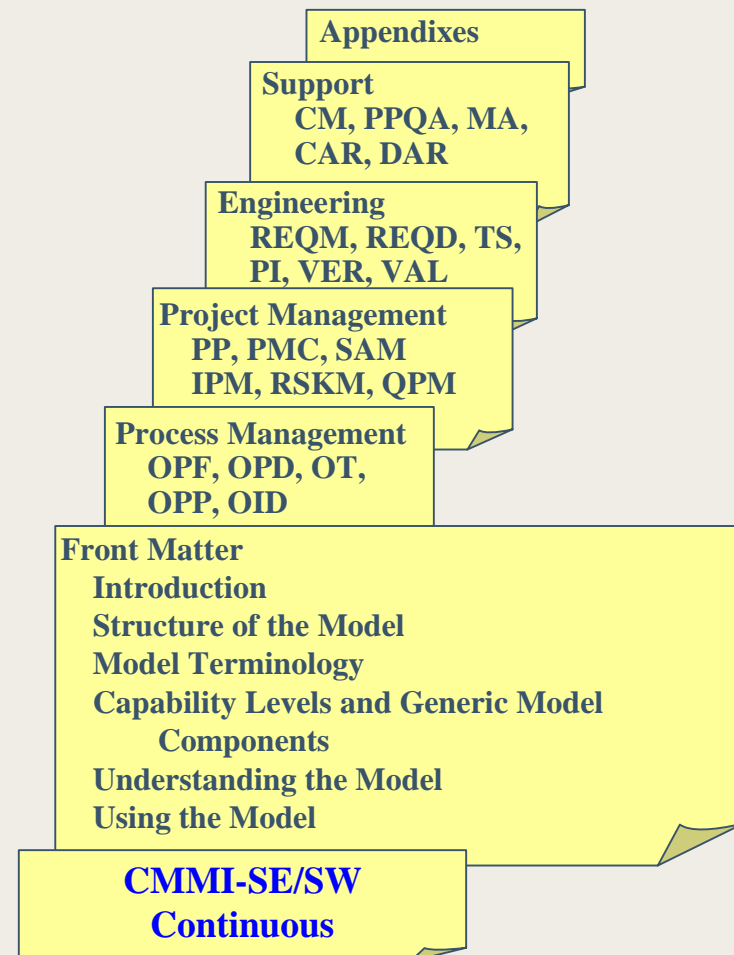 Appendixes
Support
CM, PPQA, MA,
CAR, DAR
Engineering
REQM, REQD, TS,
PI, VER, VAL
Project Management
PP, PMC, SAM
IPM, RSKM, QPM
Process Management
OPF, OPD, OT,
OPP, OID
Front Matter
Introduction
Structure of the Model
Model Terminology
Capability Levels and Generic Model
Components
Understanding the Model
Using the Model
CMMI-SE/SW
Continuous